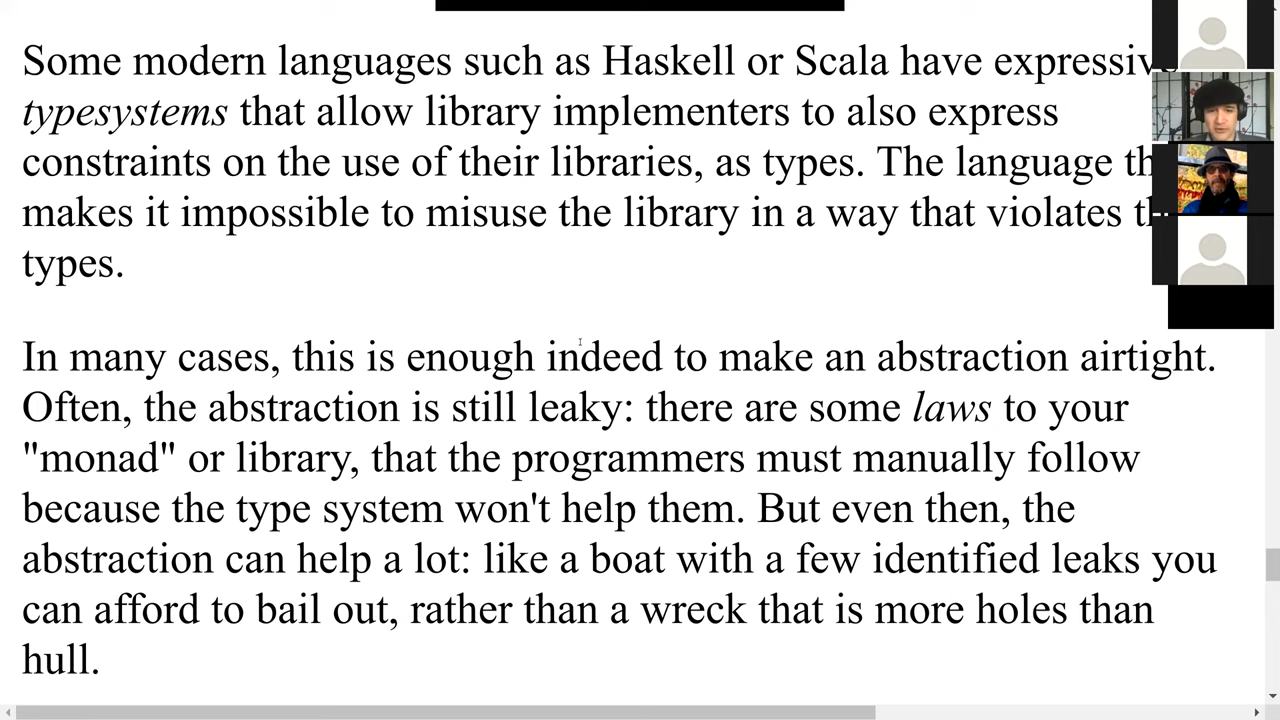 Some modern languages such as Haskell or Scala have expressive
typesystems that allow library implementers to also express
constraints on the use of their libraries, as types. The language
makes it impossible to misuse the library in a way that violates
types.
In many cases, this is enough indeed to make an abstraction airtight.
Often, the abstraction is still leaky: there are some laws to your
"monad" or library, that the programmers must manually follow
because the type system won't help them. But even then, the
abstraction can help a lot: like a boat with a few identified leaks you
can afford to bail out, rather than a wreck that is more holes than
hull.